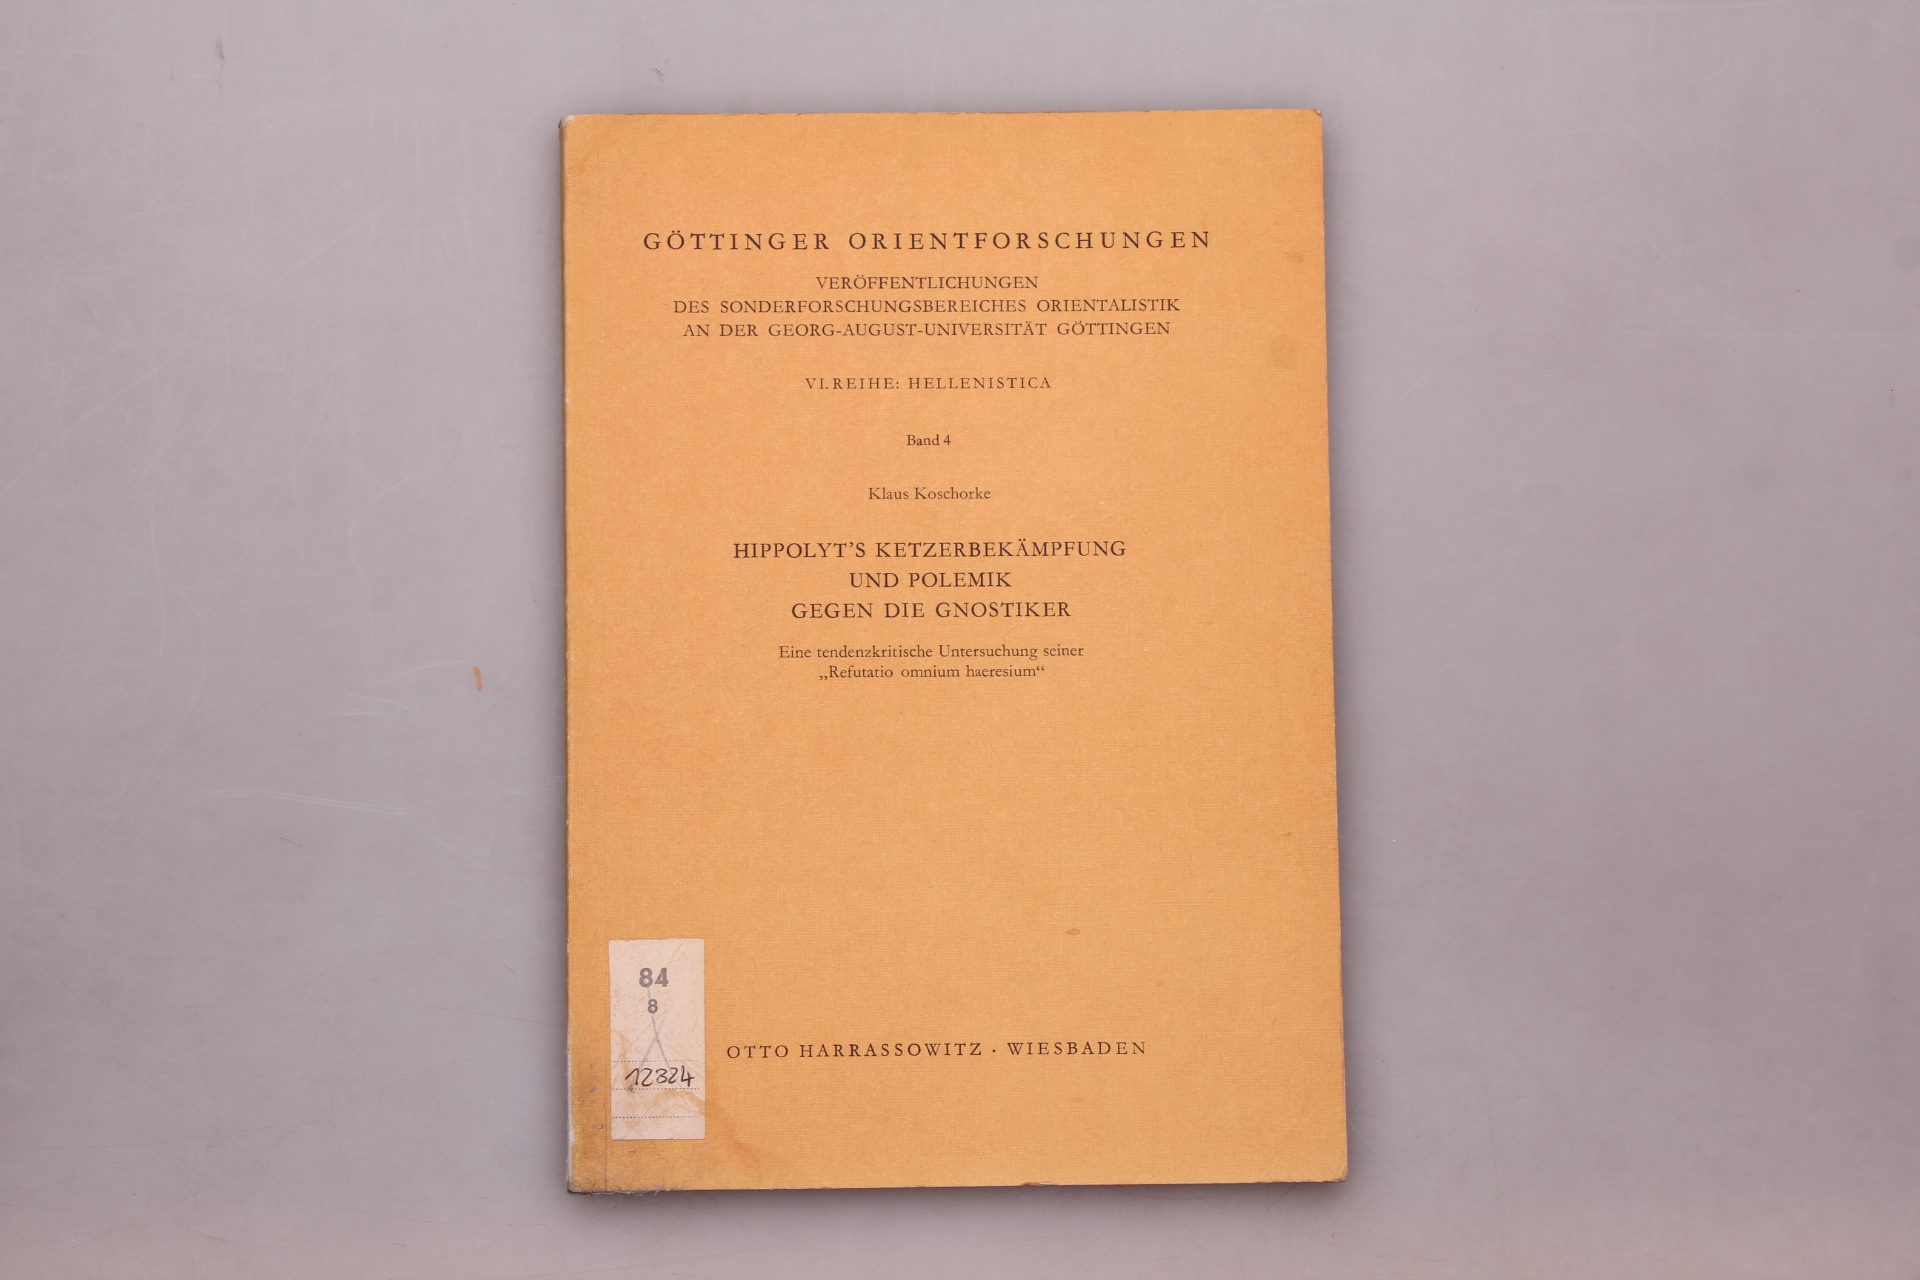 GÖTTINGER ORIENTFORSCHUNGEN
VERÖFFENTLICHUNGEN
DES SONDERFORSCHUNGSBEREICHES ORIENTALISTIK
AN DER GEORG-AUGUST-UNIVERSITÄT GÖTTINGEN
VI. REIHE: HELLENISTICA
Band 4
Klaus Koschorke
HIPPOLYT'S KETZERBEKÄMPFUNG
UND POLEMIK
GEGEN DIE GNOSTIKER
Eine tendenzkritische Untersuchung seiner
„Refutatio omnium haeresium“
84
8
12324
OTTO HARRASSOWITZ · WIESBADEN